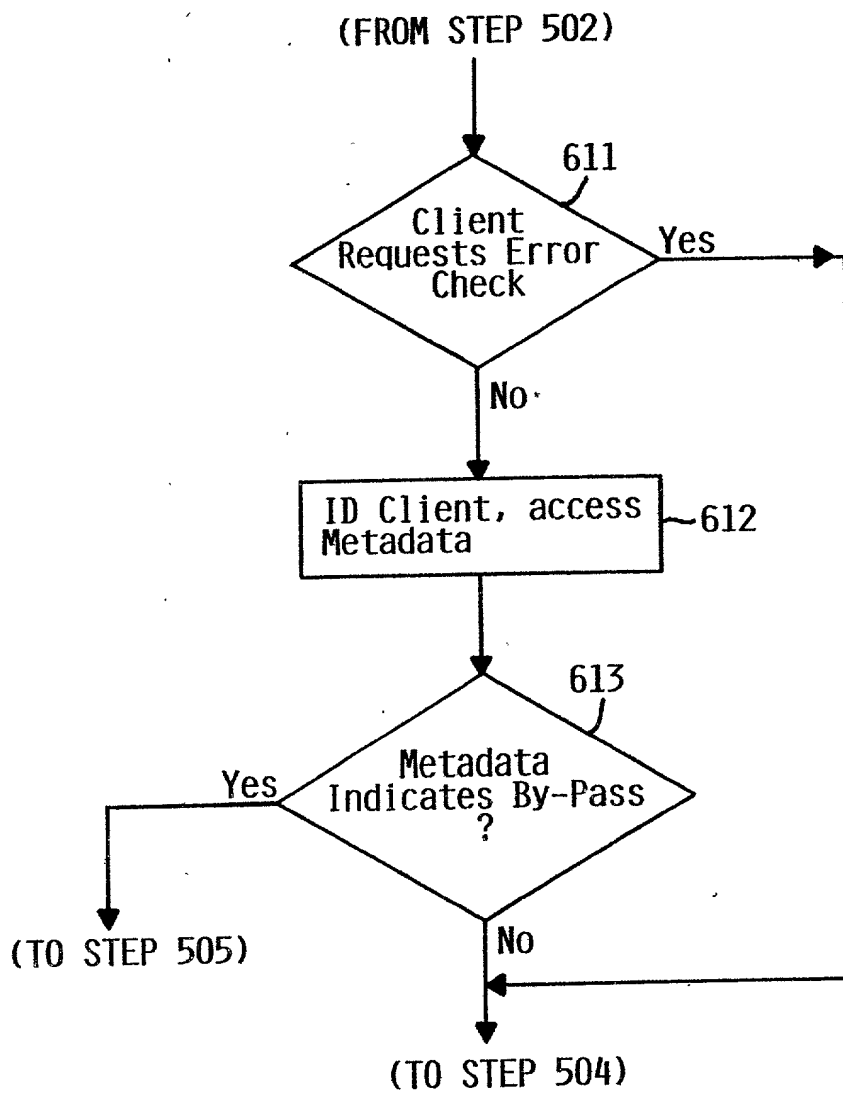 (FROM STEP 502)
611
Client
Requests Error
Check
Yes
No
ID Client, access
Metadata
612
613
Metadata
Indicates By-Pass
?
Yes
No
(TO STEP 505)
(TO STEP 504)